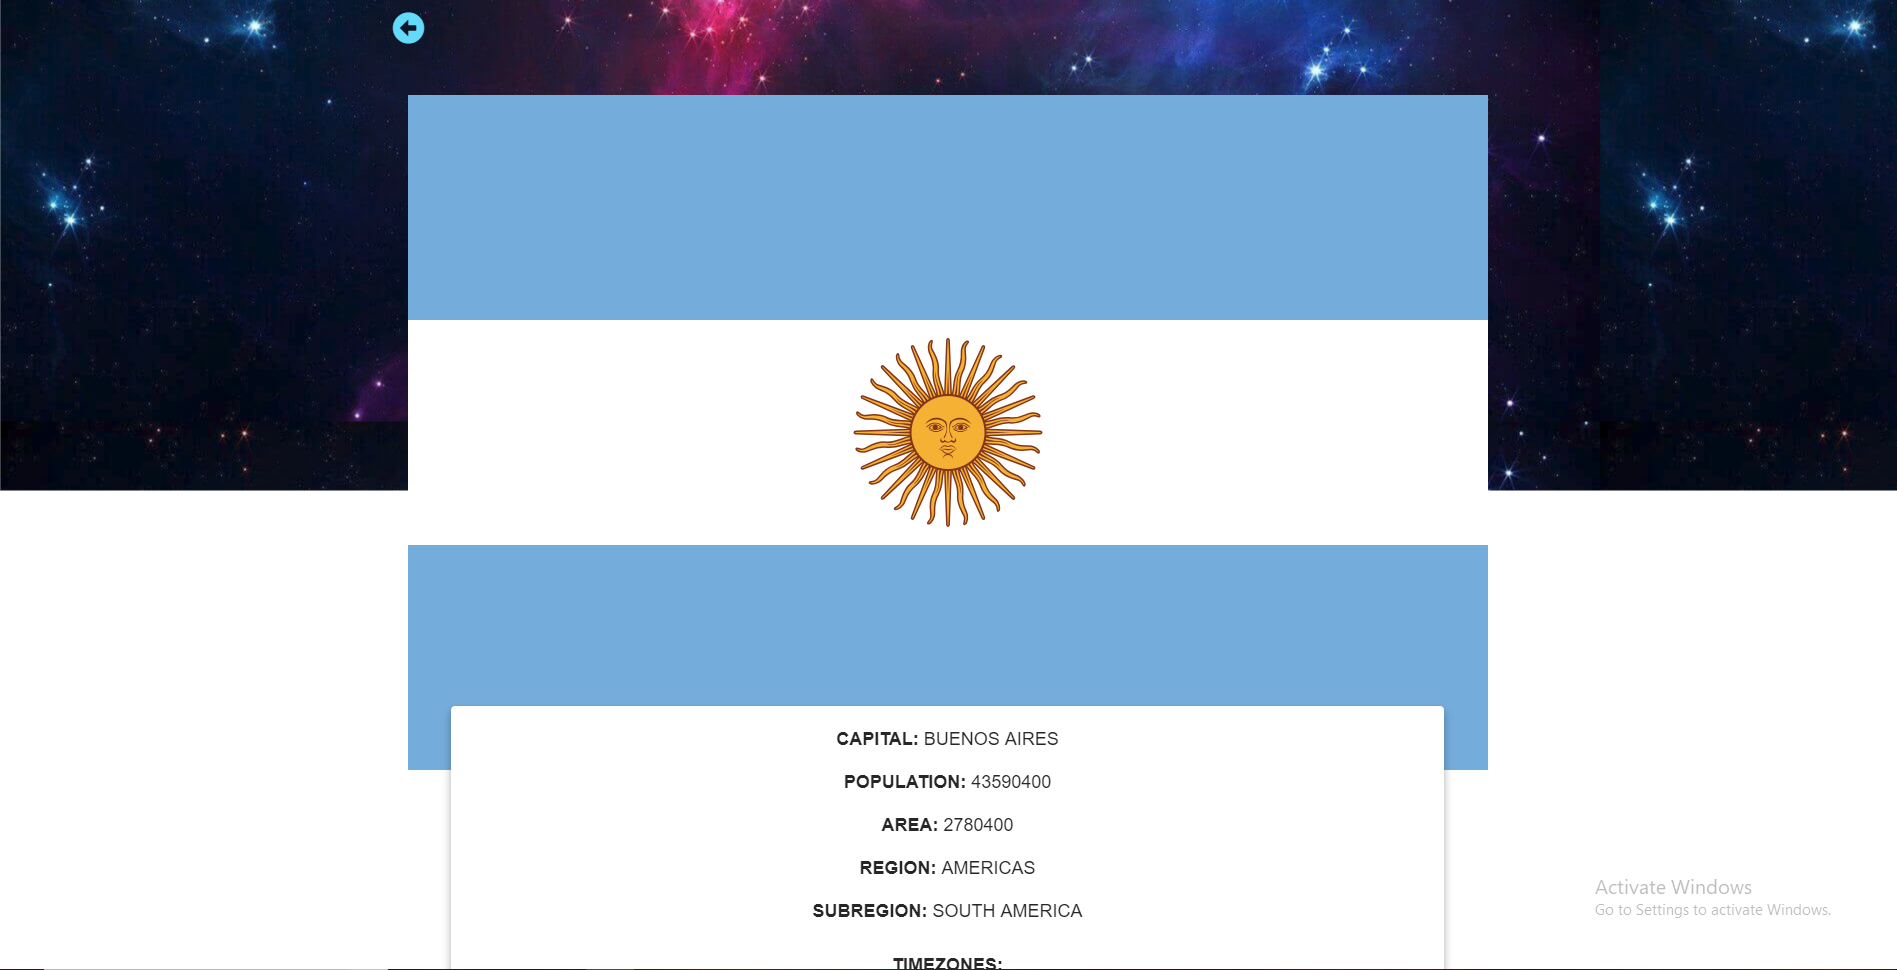 CAPITAL: BUENOS AIRES
POPULATION: 43590400
AREA: 2780400
REGION: AMERICAS
SUBREGION: SOUTH AMERICA
TIMEZONES:
Activate Windows
Go to Settings to activate Windows.